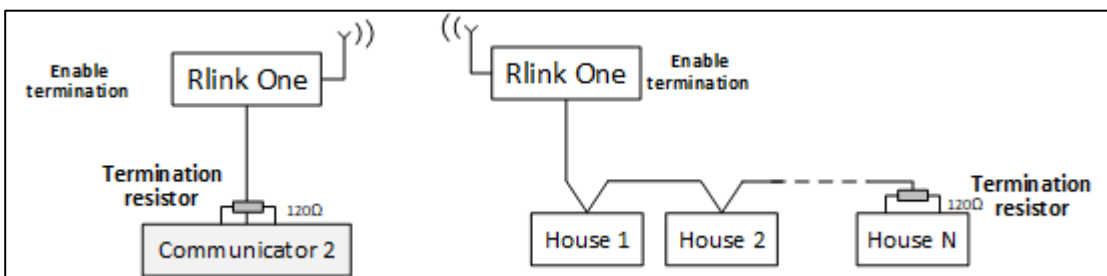 Enable
termination
Rlink One
Rlink One
Enable
termination
Termination
resistor
120Ω
Communicator 2
House 1
House 2
House N
120Ω
Termination
resistor